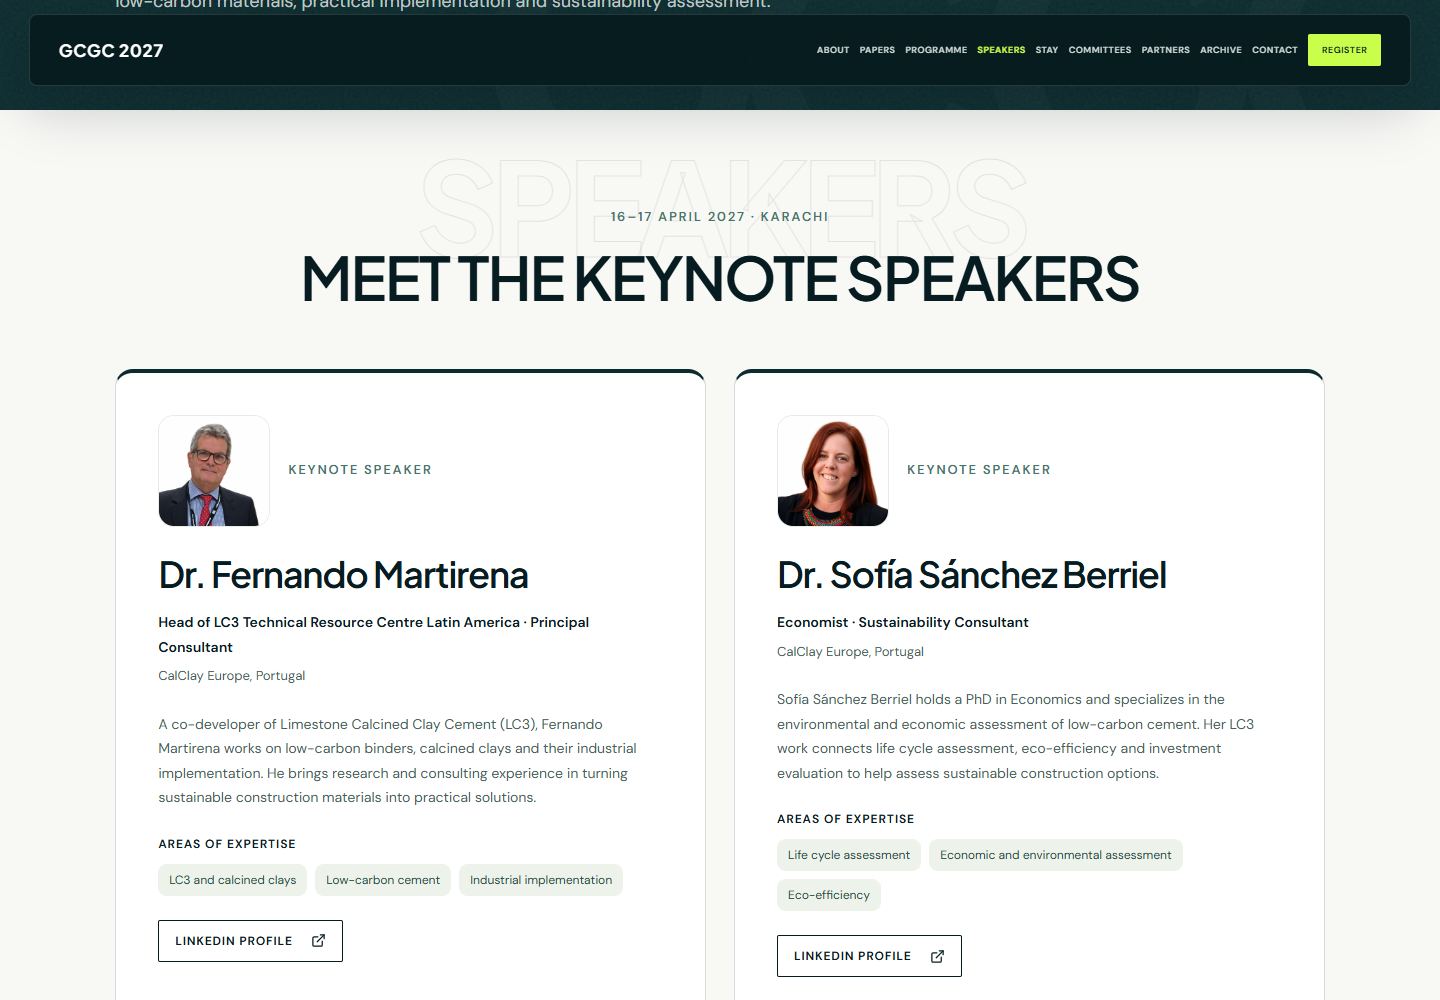 low-carbon materials, practical implementation and sustainability assessment.
GCGC 2027
ABOUT PAPERS PROGRAMME SPEAKERS STAY COMMITTEES PARTNERS ARCHIVE CONTACT REGISTER
SPEAKERS
16–17 APRIL 2027 · KARACHI
MEET THE KEYNOTE SPEAKERS
KEYNOTE SPEAKER
Dr. Fernando Martirena
Head of LC3 Technical Resource Centre Latin America · Principal
Consultant
CalClay Europe, Portugal
A co-developer of Limestone Calcined Clay Cement (LC3), Fernando
Martirena works on low-carbon binders, calcined clays and their industrial
implementation. He brings research and consulting experience in turning
sustainable construction materials into practical solutions.
AREAS OF EXPERTISE
LC3 and calcined clays Low-carbon cement Industrial implementation
LINKEDIN PROFILE
KEYNOTE SPEAKER
Dr. Sofía Sánchez Berriel
Economist · Sustainability Consultant
CalClay Europe, Portugal
Sofía Sánchez Berriel holds a PhD in Economics and specializes in the
environmental and economic assessment of low-carbon cement. Her LC3
work connects life cycle assessment, eco-efficiency and investment
evaluation to help assess sustainable construction options.
AREAS OF EXPERTISE
Life cycle assessment Economic and environmental assessment
Eco-efficiency
LINKEDIN PROFILE